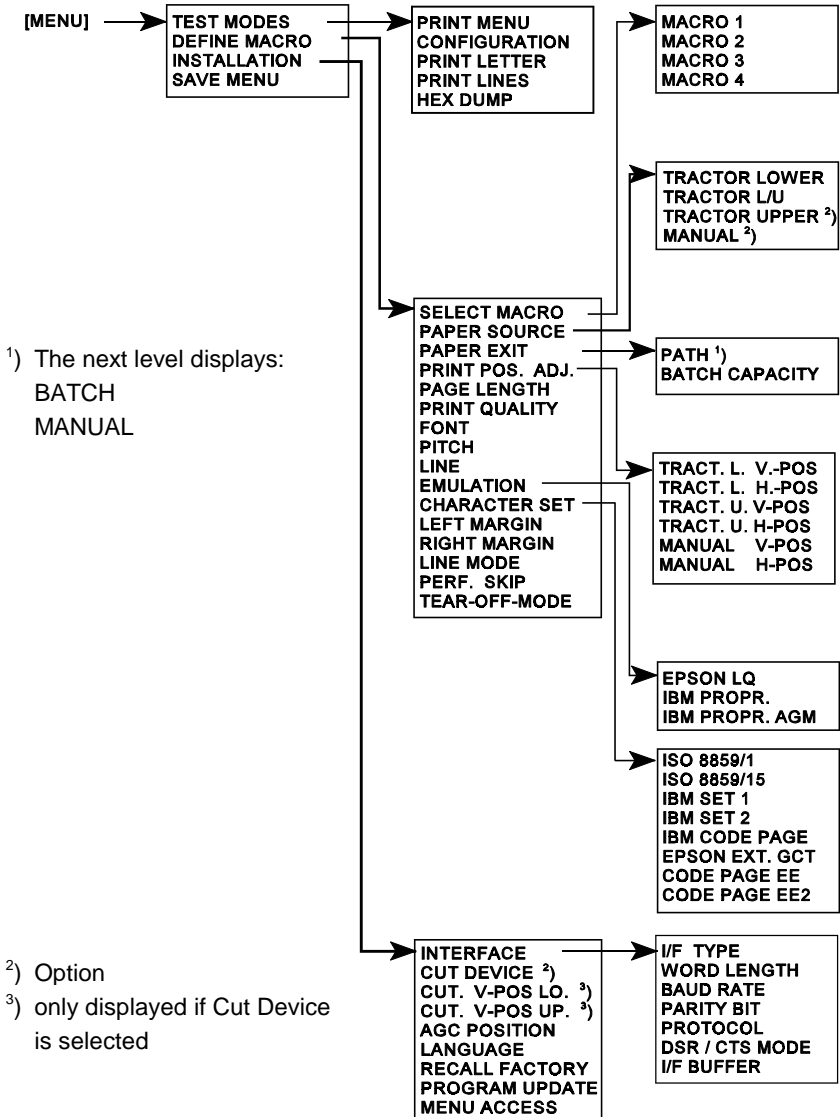 [MENU]
TEST MODES
DEFINE MACRO
INSTALLATION
SAVE MENU
PRINT MENU
CONFIGURATION
PRINT LETTER
PRINT LINES
HEX DUMP
MACRO 1
MACRO 2
MACRO 3
MACRO 4
TRACTOR LOWER
TRACTOR L/U
TRACTOR UPPER ²)
MANUAL ²)
¹) The next level displays:
BATCH
MANUAL
SELECT MACRO
PAPER SOURCE
PAPER EXIT
PRINT POS. ADJ.
PAGE LENGTH
PRINT QUALITY
FONT
PITCH
LINE
EMULATION
CHARACTER SET
LEFT MARGIN
RIGHT MARGIN
LINE MODE
PERF. SKIP
TEAR-OFF-MODE
PATH ¹)
BATCH CAPACITY
TRACT. L. V.-POS
TRACT. L. H.-POS
TRACT. U. V-POS
TRACT. U. H-POS
MANUAL V-POS
MANUAL H-POS
EPSON LQ
IBM PROPR.
IBM PROPR. AGM
ISO 8859/1
ISO 8859/15
IBM SET 1
IBM SET 2
IBM CODE PAGE
EPSON EXT. GCT
CODE PAGE EE
CODE PAGE EE2
²) Option
³) only displayed if Cut Device
is selected
INTERFACE
CUT DEVICE ²)
CUT. V-POS LO. ³)
CUT. V-POS UP. ³)
AGC POSITION
LANGUAGE
RECALL FACTORY
PROGRAM UPDATE
MENU ACCESS
I/F TYPE
WORD LENGTH
BAUD RATE
PARITY BIT
PROTOCOL
DSR / CTS MODE
I/F BUFFER